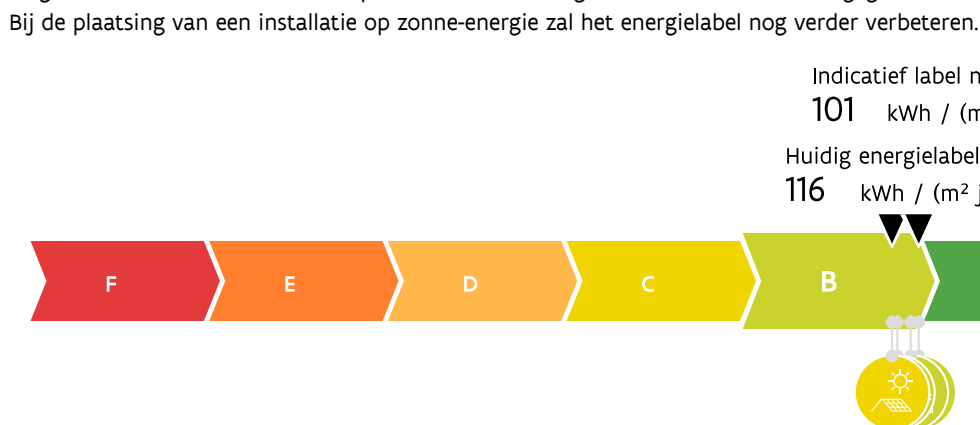 Bij de plaatsing van een installatie op zonne-energie zal het energielabel nog verder verbeteren.
Indicatief label
101 kWh / (m
Huidig energielabel
116 kWh / (m² j
F E D C B